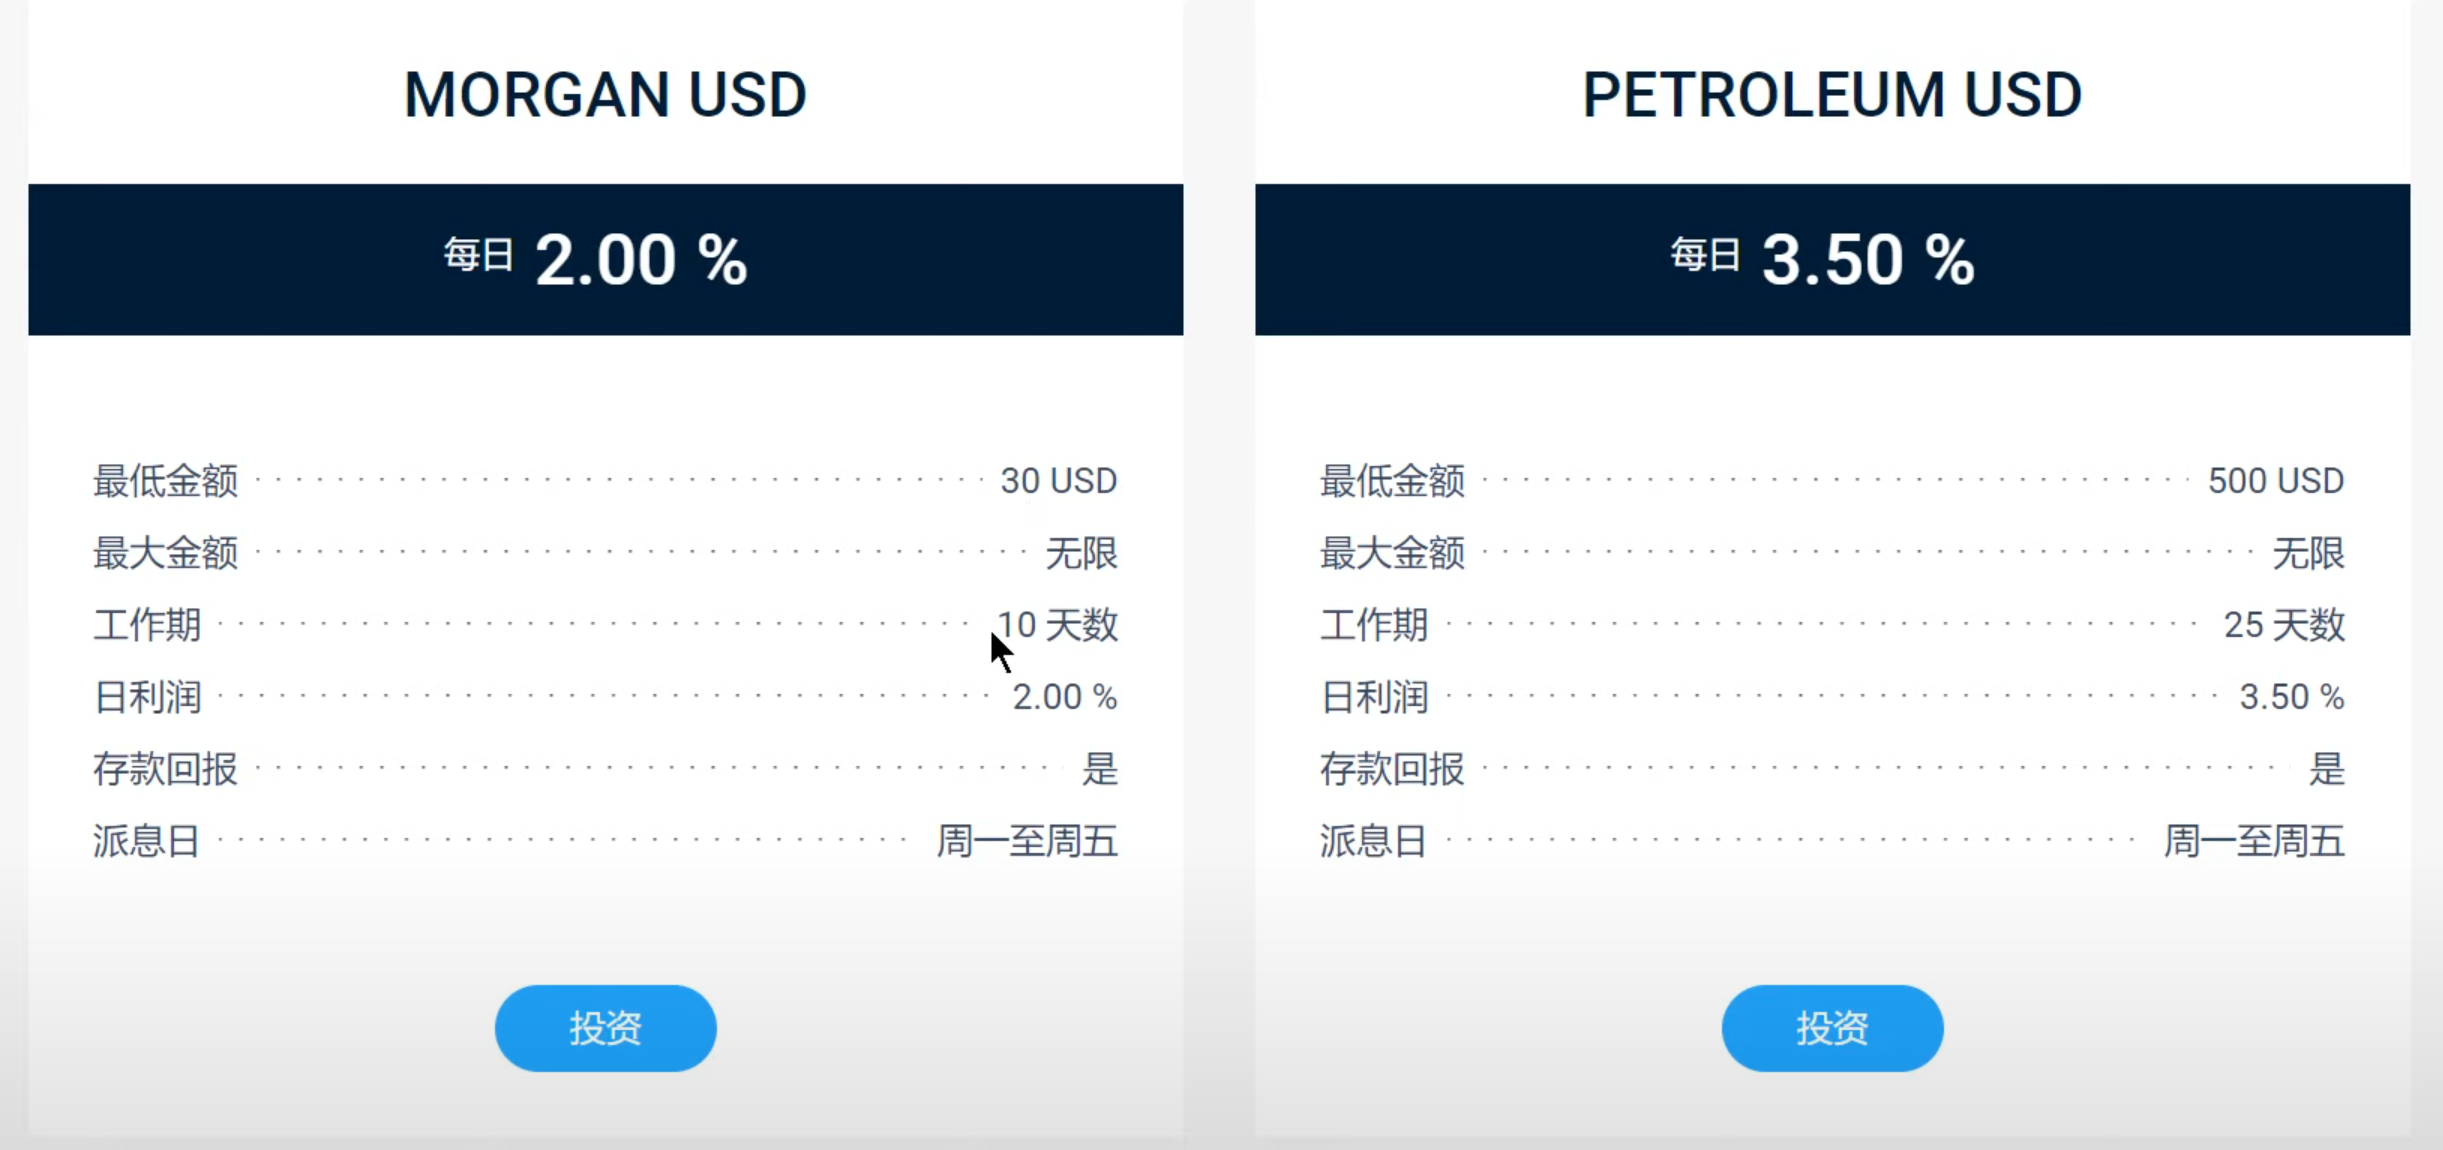 MORGAN USD
每日 2.00 %
最低金额 30 USD
最大金额 无限
工作期 10 天数
日利润 2.00 %
存款回报 是
派息日 周一至周五
投资
PETROLEUM USD
每日 3.50 %
最低金额 500 USD
最大金额 无限
工作期 25 天数
日利润 3.50 %
存款回报 是
派息日 周一至周五
投资